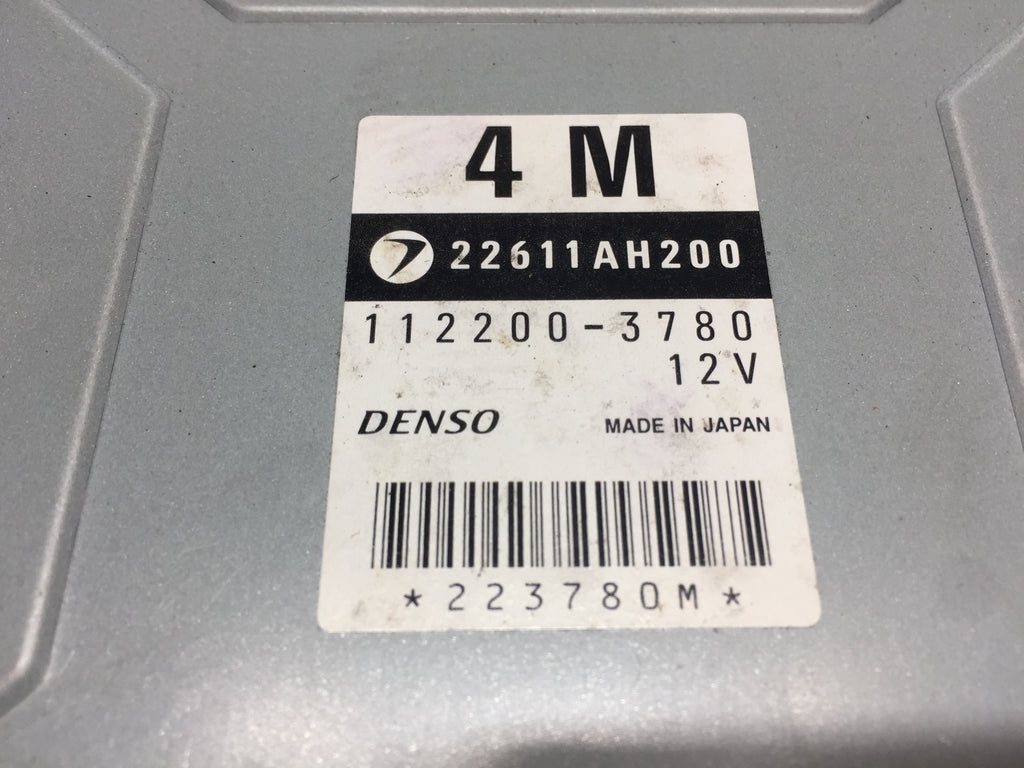 4 M
22611AH200
112200-3780
12V
DENSO MADE IN JAPAN
*223780M*